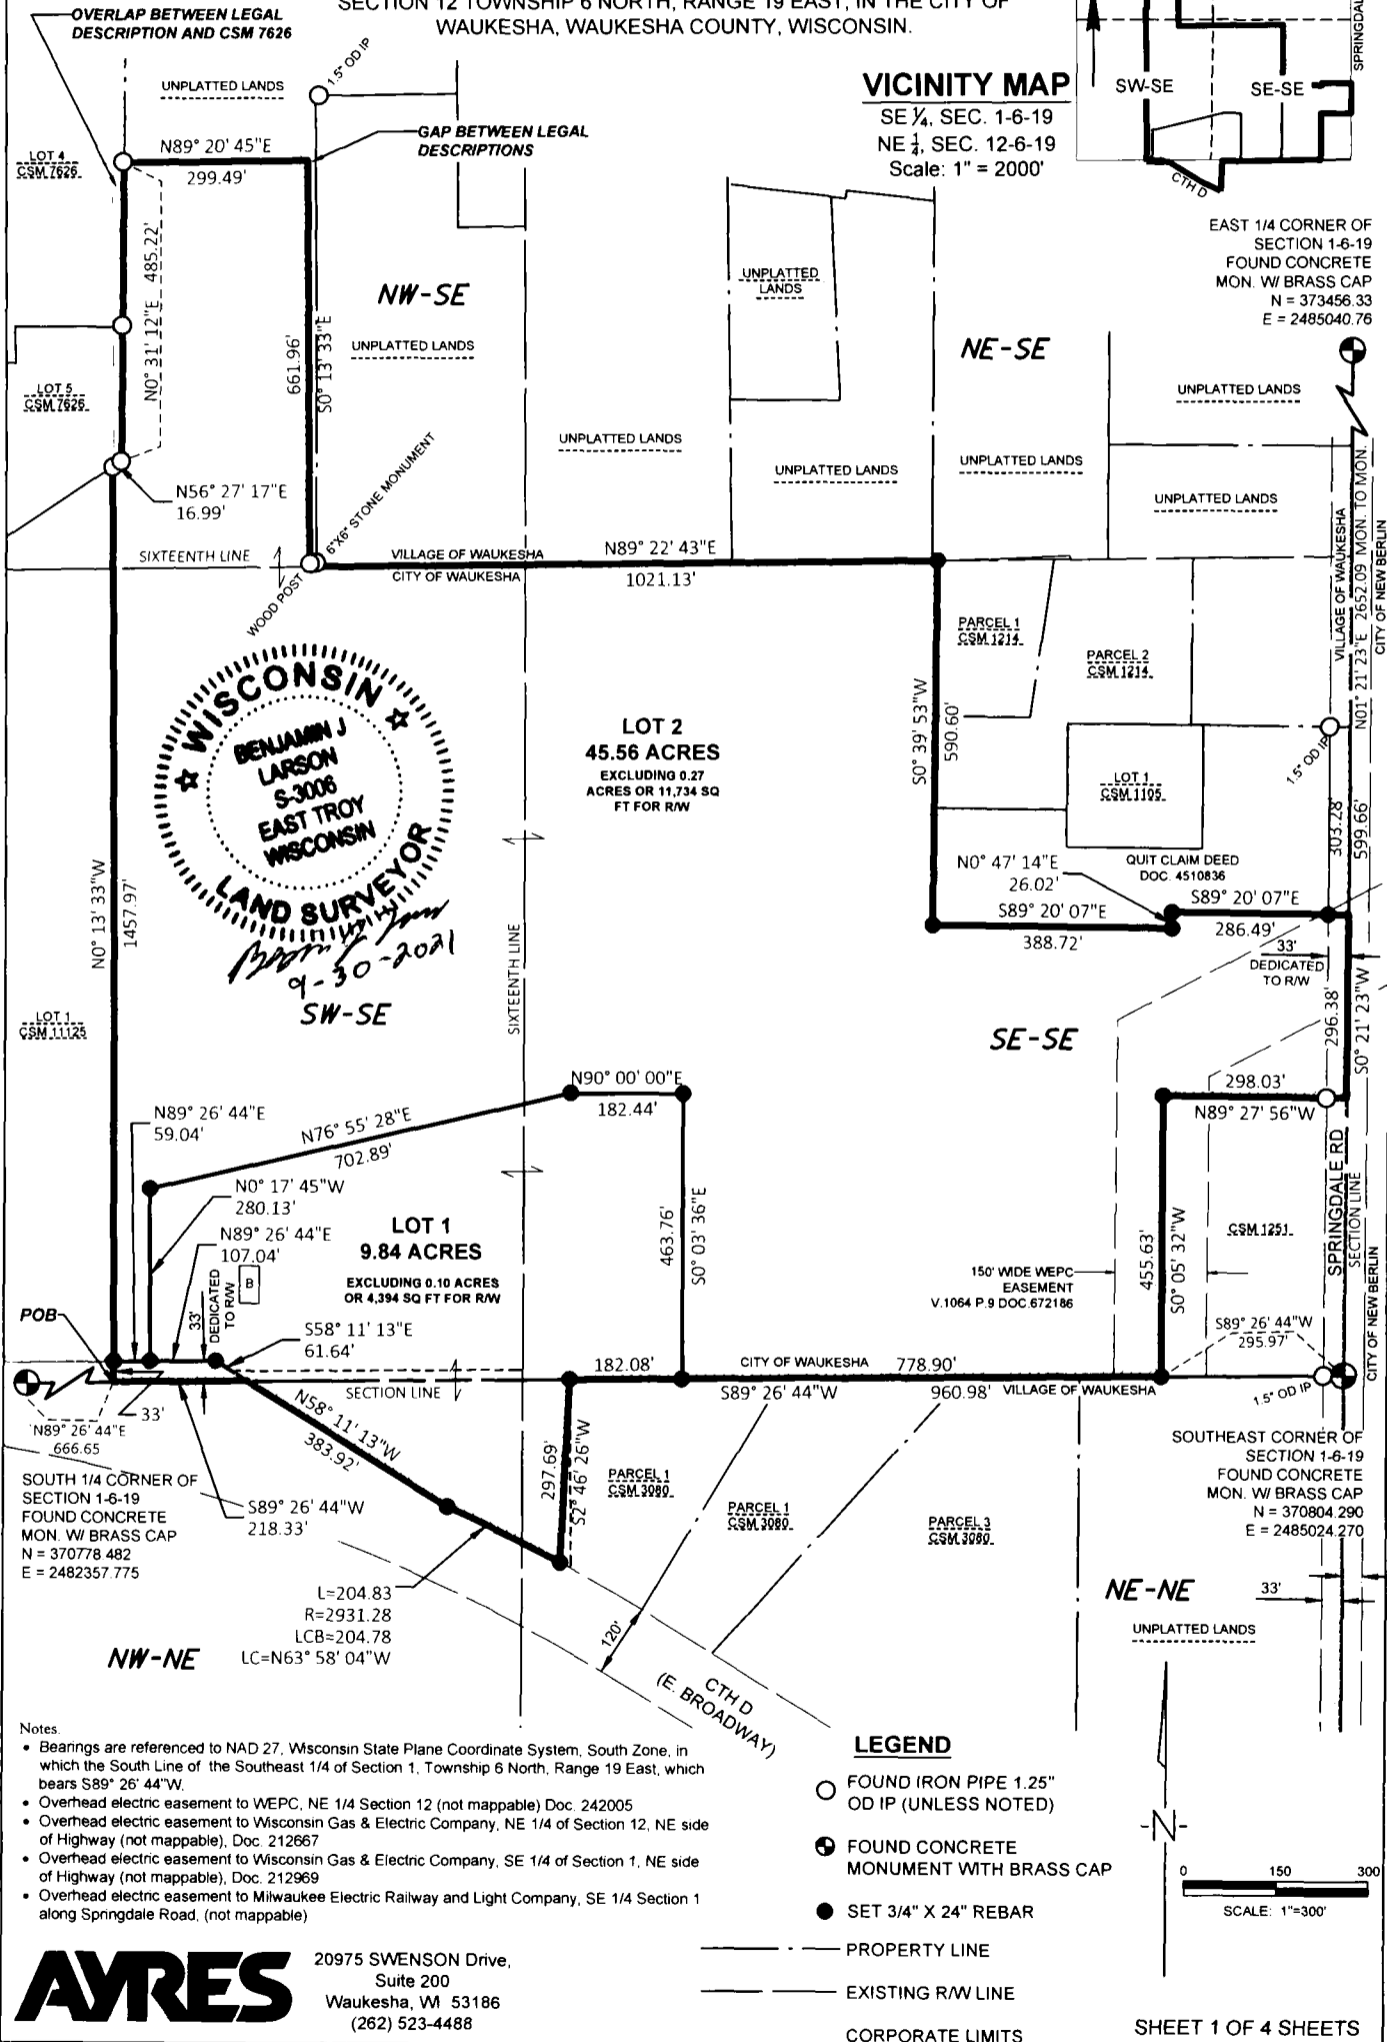 OVERLAP BETWEEN LEGAL
DESCRIPTION AND CSM 7626
SECTION 12 TOWNSHIP 6 NORTH, RANGE 19 EAST, IN THE CITY OF
WAUKESHA, WAUKESHA COUNTY, WISCONSIN.
VICINITY MAP
SE ¼, SEC. 1-6-19
NE ¼, SEC. 12-6-19
Scale: 1" = 2000'
SW-SE
SE-SE
CTH D
UNPLATTED LANDS
1.5" OD IP
GAP BETWEEN LEGAL
DESCRIPTIONS
LOT 4
CSM 7626
N89° 20' 45"E
299.49'
N0° 31' 12"E 485.22'
661.96'
S0° 13' 33"E
NW-SE
UNPLATTED LANDS
UNPLATTED
LANDS
NE-SE
EAST 1/4 CORNER OF
SECTION 1-6-19
FOUND CONCRETE
MON. W/ BRASS CAP
N = 373456.33
E = 2485040.76
LOT 5
CSM 7626
UNPLATTED LANDS
UNPLATTED LANDS
UNPLATTED LANDS
UNPLATTED LANDS
UNPLATTED LANDS
N56° 27' 17"E
16.99'
6"X6" STONE MONUMENT
WOOD POST
SIXTEENTH LINE
VILLAGE OF WAUKESHA
CITY OF WAUKESHA
N89° 22' 43"E
1021.13'
VILLAGE OF WAUKESHA
N01° 21' 23"E 2652.09 MON. TO MON.
CITY OF NEW BERLIN
PARCEL 1
CSM 1214
PARCEL 2
CSM 1214
WISCONSIN
BENJAMIN J
LARSON
S-3006
EAST TROY
WISCONSIN
LAND SURVEYOR
9-30-2021
LOT 2
45.56 ACRES
EXCLUDING 0.27
ACRES OR 11,734 SQ
FT FOR R/W
S0° 39' 53"W
590.60'
LOT 1
CSM 1105
1.5" OD IP
303.28'
599.66'
N0° 47' 14"E
26.02'
QUIT CLAIM DEED
DOC. 4510836
S89° 20' 07"E
388.72'
S89° 20' 07"E
286.49'
33'
DEDICATED
TO R/W
296.38'
S0° 21' 23"W
N0° 13' 33"W
1457.97'
SIXTEENTH LINE
SW-SE
SE-SE
LOT 1
CSM 11125
N90° 00' 00"E
182.44'
298.03'
N89° 27' 56"W
N89° 26' 44"E
59.04'
N76° 55' 28"E
702.89'
N0° 17' 45"W
280.13'
N89° 26' 44"E
107.04'
LOT 1
9.84 ACRES
EXCLUDING 0.10 ACRES
OR 4,394 SQ FT FOR R/W
463.76'
S0° 03' 36"E
455.63'
S0° 05' 32"W
CSM 1251
SPRINGDALE RD
SECTION LINE
CITY OF NEW BERLIN
150' WIDE WEPC
EASEMENT
V.1064 P.9 DOC.672186
POB
33'
DEDICATED
TO R/W
B
S58° 11' 13"E
61.64'
S89° 26' 44"W
295.97'
182.08'
CITY OF WAUKESHA
778.90'
SECTION LINE
S89° 26' 44"W
960.98'
VILLAGE OF WAUKESHA
1.5" OD IP
N89° 26' 44"E
666.65
33'
N58° 11' 13"W
383.92'
297.69'
S2° 46' 26"W
SOUTH 1/4 CORNER OF
SECTION 1-6-19
FOUND CONCRETE
MON. W/ BRASS CAP
N = 370778 482
E = 2482357.775
S89° 26' 44"W
218.33'
PARCEL 1
CSM 3080
PARCEL 1
CSM 3080
PARCEL 3
CSM 3080
SOUTHEAST CORNER OF
SECTION 1-6-19
FOUND CONCRETE
MON. W/ BRASS CAP
N = 370804.290
E = 2485024.270
L=204.83
R=2931.28
LCB=204.78
LC=N63° 58' 04"W
120'
CTH D
(E. BROADWAY)
NE-NE
33'
UNPLATTED LANDS
NW-NE
Notes.
• Bearings are referenced to NAD 27, Wisconsin State Plane Coordinate System, South Zone, in
which the South Line of the Southeast 1/4 of Section 1, Township 6 North, Range 19 East, which
bears S89° 26' 44"W.
• Overhead electric easement to WEPC, NE 1/4 Section 12 (not mappable) Doc. 242005
• Overhead electric easement to Wisconsin Gas & Electric Company, NE 1/4 of Section 12, NE side
of Highway (not mappable), Doc. 212667
• Overhead electric easement to Wisconsin Gas & Electric Company, SE 1/4 of Section 1, NE side
of Highway (not mappable), Doc. 212969
• Overhead electric easement to Milwaukee Electric Railway and Light Company, SE 1/4 Section 1
along Springdale Road, (not mappable)
LEGEND
FOUND IRON PIPE 1.25"
OD IP (UNLESS NOTED)
FOUND CONCRETE
MONUMENT WITH BRASS CAP
SET 3/4" X 24" REBAR
PROPERTY LINE
EXISTING R/W LINE
CORPORATE LIMITS
-N-
0 150 300
SCALE: 1"=300'
AYRES
20975 SWENSON Drive,
Suite 200
Waukesha, WI 53186
(262) 523-4488
SHEET 1 OF 4 SHEETS